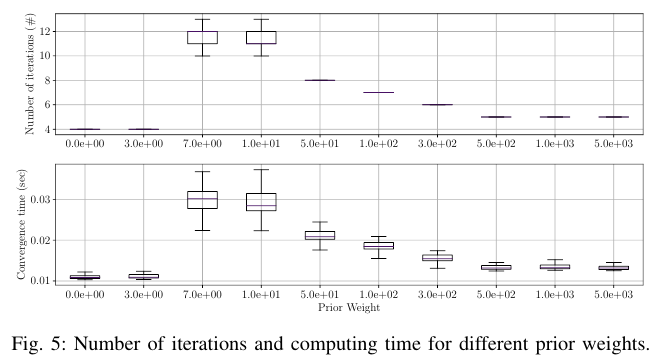 Number of iterations (#)
12
10
8
6
4
0.0e+00 3.0e+00 7.0e+00 1.0e+01 5.0e+01 1.0e+02 3.0e+02 5.0e+02 1.0e+03 5.0e+03
Convergence time (sec)
0.03
0.02
0.01
0.0e+00 3.0e+00 7.0e+00 1.0e+01 5.0e+01 1.0e+02 3.0e+02 5.0e+02 1.0e+03 5.0e+03
Prior Weight
Fig. 5: Number of iterations and computing time for different prior weights.